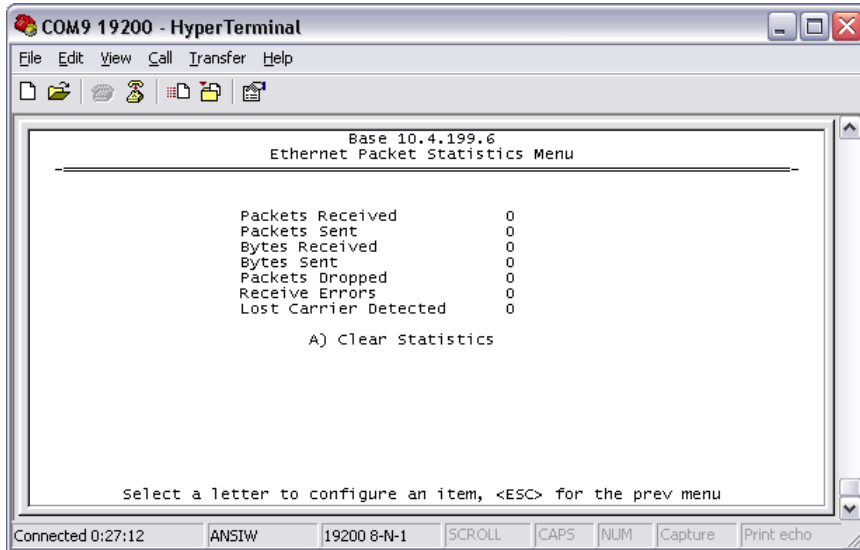 COM9 19200 - HyperTerminal
File Edit View Call Transfer Help
Base 10.4.199.6
Ethernet Packet Statistics Menu
Packets Received 0
Packets Sent 0
Bytes Received 0
Bytes Sent 0
Packets Dropped 0
Receive Errors 0
Lost Carrier Detected 0
A) Clear Statistics
Select a letter to configure an item, <ESC> for the prev menu
Connected 0:27:12 ANSIW 19200 8-N-1 SCROLL CAPS NUM Capture Print echo